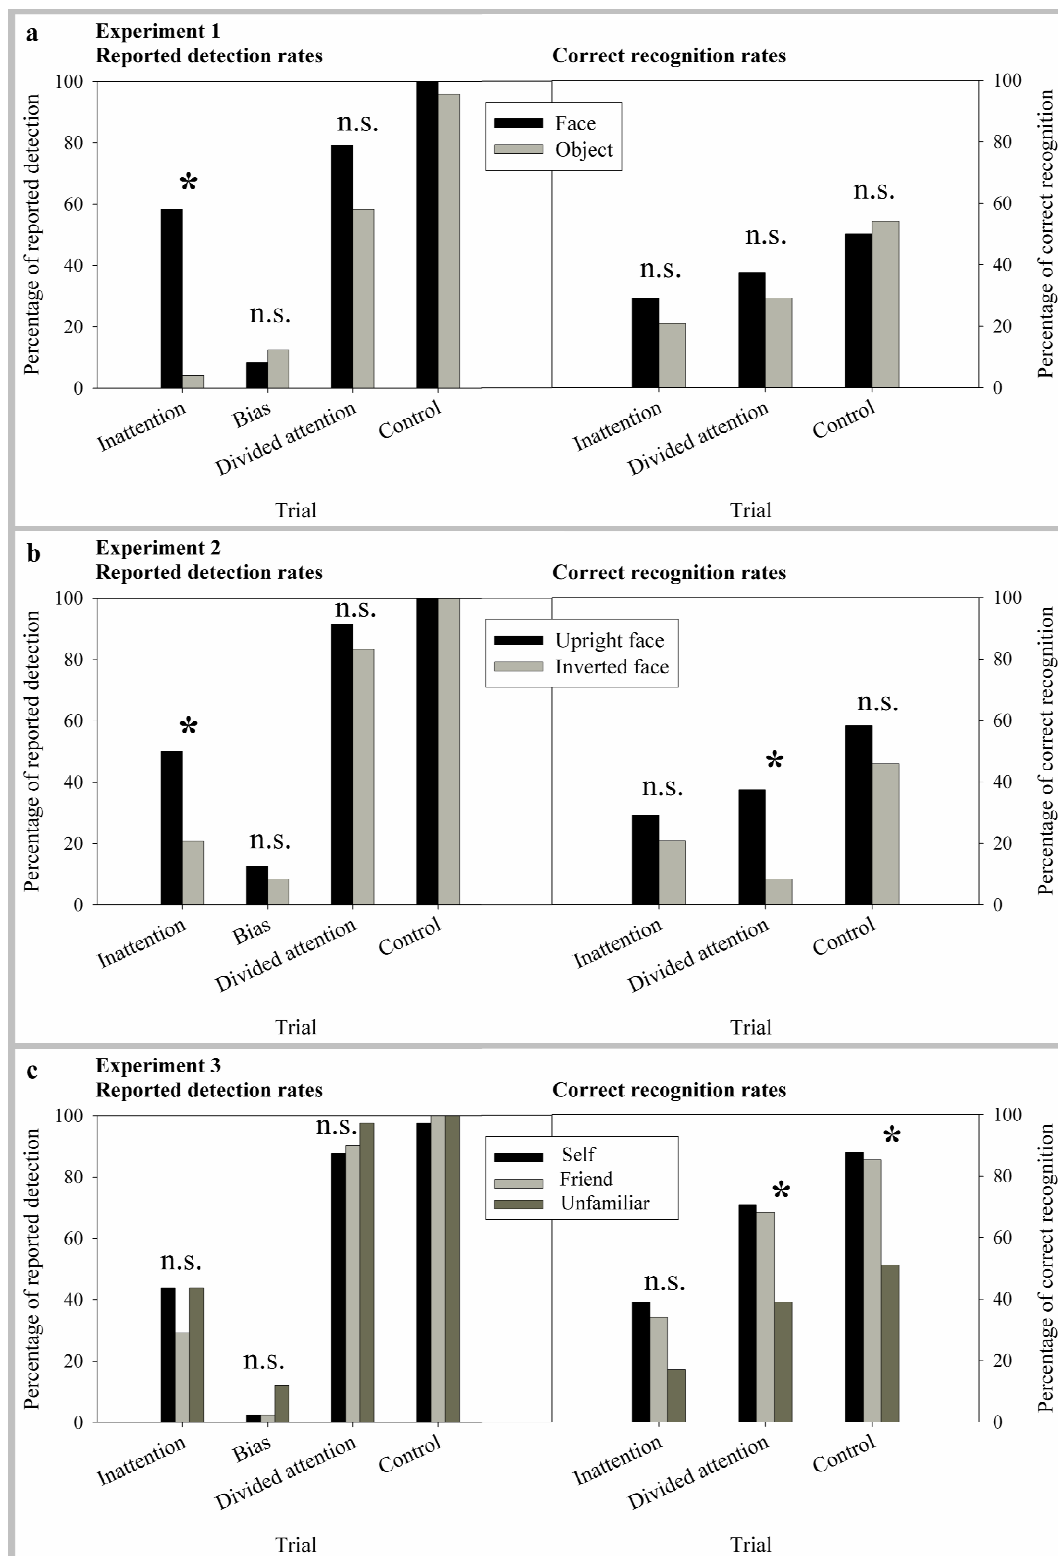 a
Experiment 1
Reported detection rates
Correct recognition rates
Percentage of reported detection
100
80
60
40
20
0
*
n.s.
n.s.
Face
Object
n.s.
n.s.
n.s.
100
80
60
40
20
0
Percentage of correct recognition
Inattention
Bias
Divided attention
Control
Inattention
Divided attention
Control
Trial
Trial
b
Experiment 2
Reported detection rates
Correct recognition rates
Percentage of reported detection
100
80
60
40
20
0
*
n.s.
n.s.
Upright face
Inverted face
n.s.
*
n.s.
100
80
60
40
20
0
Percentage of correct recognition
Inattention
Bias
Divided attention
Control
Inattention
Divided attention
Control
Trial
Trial
c
Experiment 3
Reported detection rates
Correct recognition rates
Percentage of reported detection
100
80
60
40
20
0
n.s.
n.s.
n.s.
Self
Friend
Unfamiliar
n.s.
*
*
100
80
60
40
20
0
Percentage of correct recognition
Inattention
Bias
Divided attention
Control
Inattention
Divided attention
Control
Trial
Trial